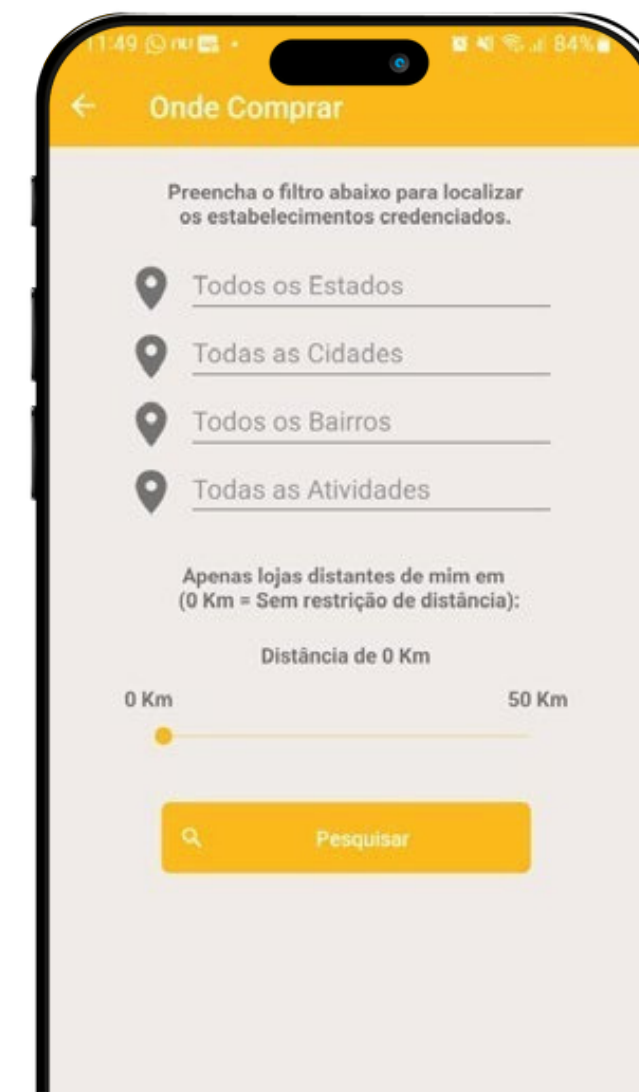 11:49 nu 84%
Onde Comprar
Preencha o filtro abaixo para localizar
os estabelecimentos credenciados.
Todos os Estados
Todas as Cidades
Todos os Bairros
Todas as Atividades
Apenas lojas distantes de mim em
(0 Km = Sem restrição de distância):
Distância de 0 Km
0 Km 50 Km
Pesquisar